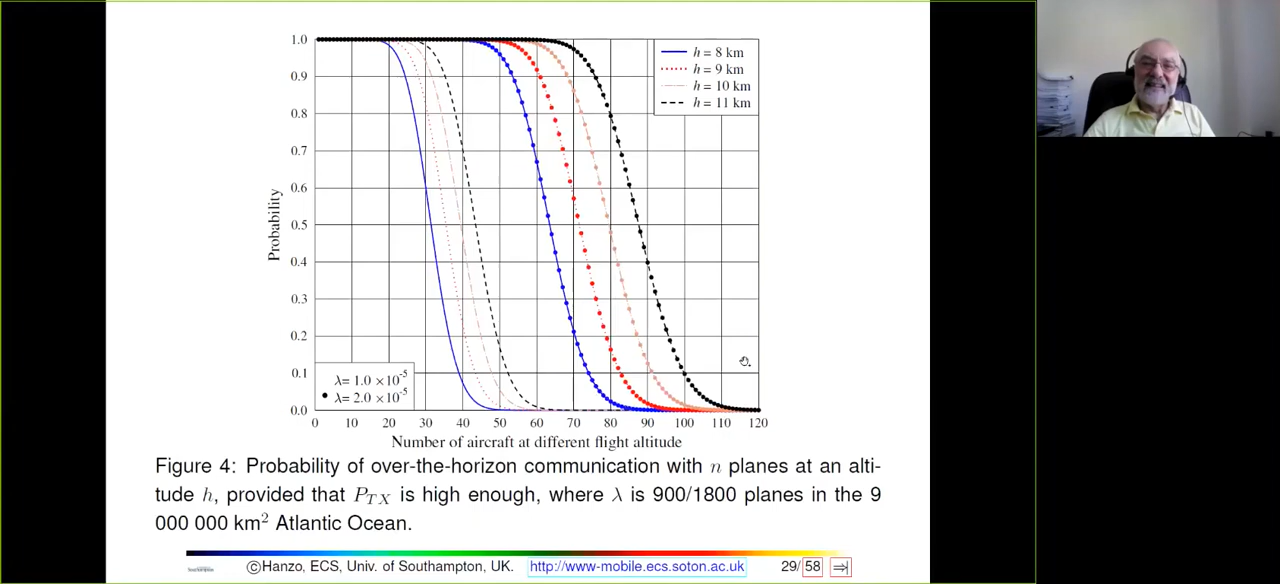 1.0
0.9
0.8
0.7
0.6
0.5
0.4
0.3
0.2
0.1
0.0
Probability
h = 8 km
h = 9 km
h = 10 km
h = 11 km
λ= 1.0 ×10⁻⁵
λ= 2.0 ×10⁻⁵
0 10 20 30 40 50 60 70 80 90 100 110 120
Number of aircraft at different flight altitude
Figure 4: Probability of over-the-horizon communication with n planes at an alti-
tude h, provided that P_TX is high enough, where λ is 900/1800 planes in the 9
000 000 km² Atlantic Ocean.
Southampton
©Hanzo, ECS, Univ. of Southampton, UK. http://www-mobile.ecs.soton.ac.uk 29/58